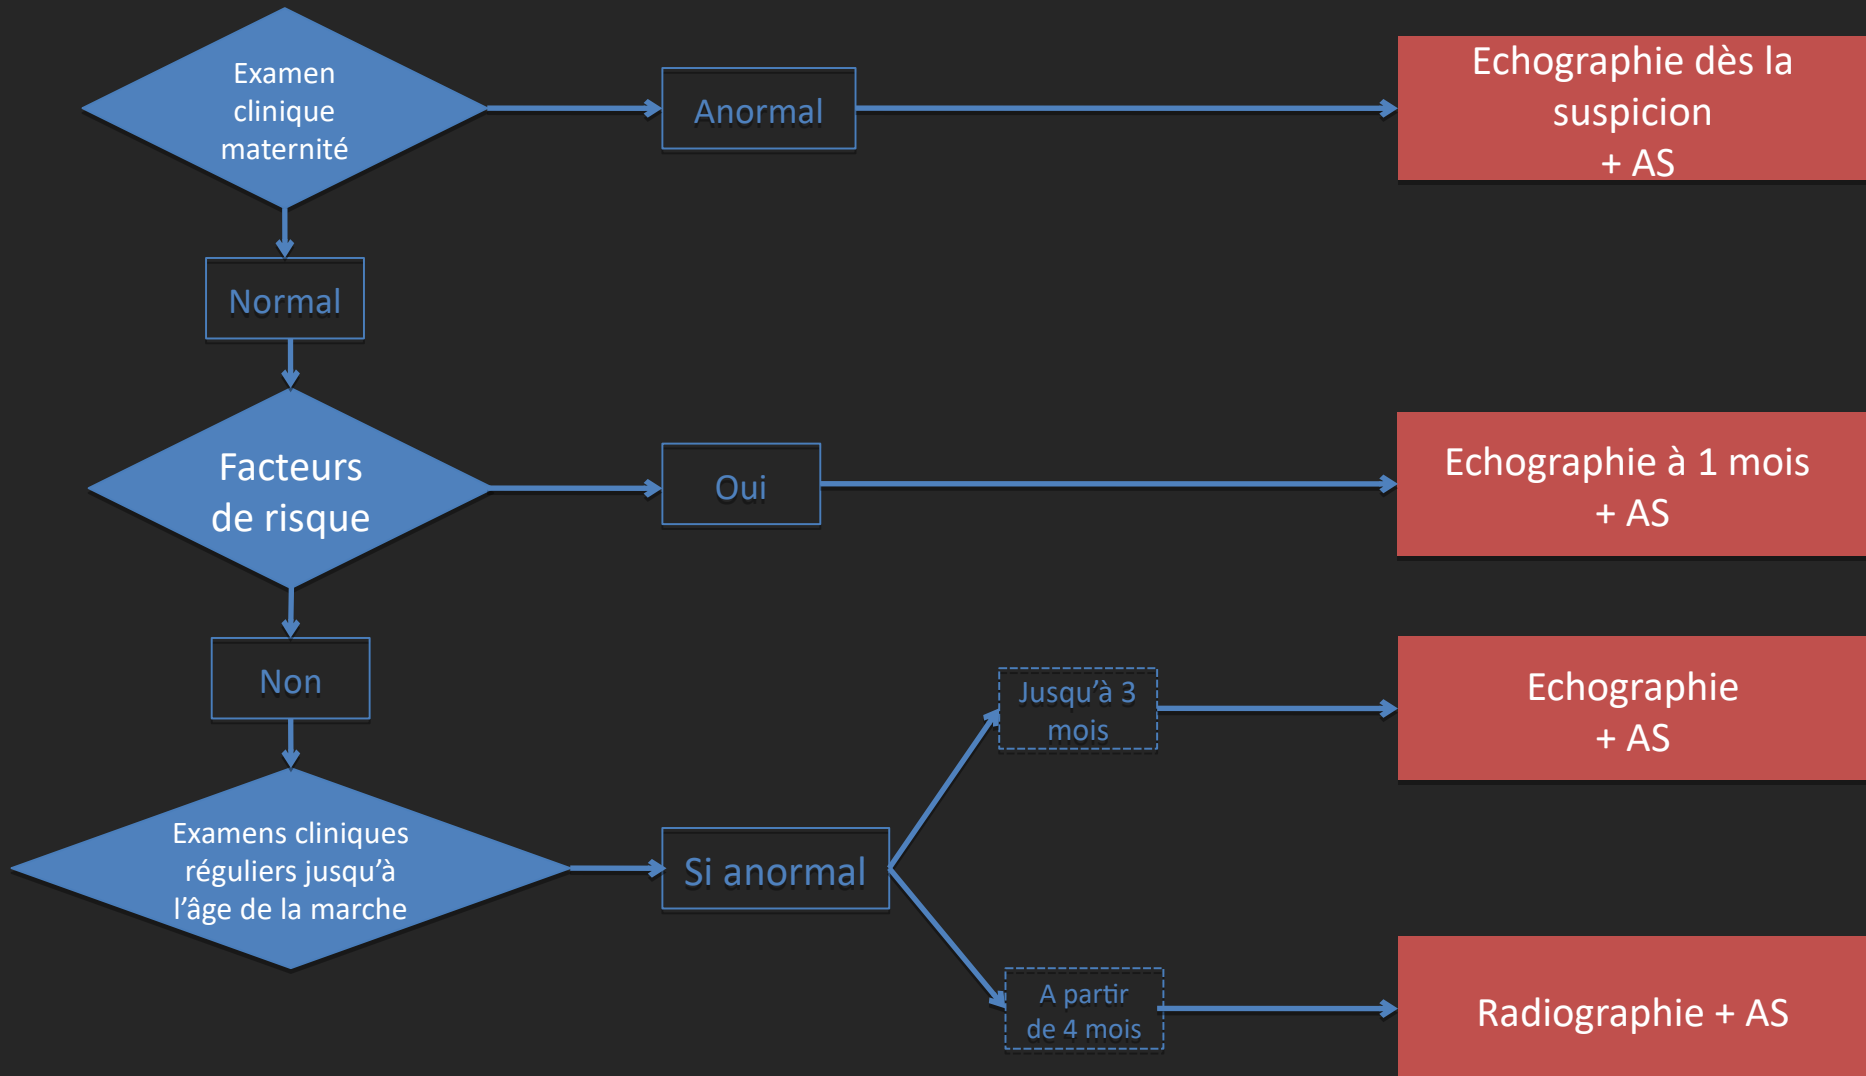 Examen
clinique
maternité
Anormal
Echographie dès la
suspicion
+ AS
Normal
Facteurs
de risque
Oui
Echographie à 1 mois
+ AS
Non
Examens cliniques
réguliers jusqu’à
l’âge de la marche
Si anormal
Jusqu’à 3
mois
Echographie
+ AS
A partir
de 4 mois
Radiographie + AS